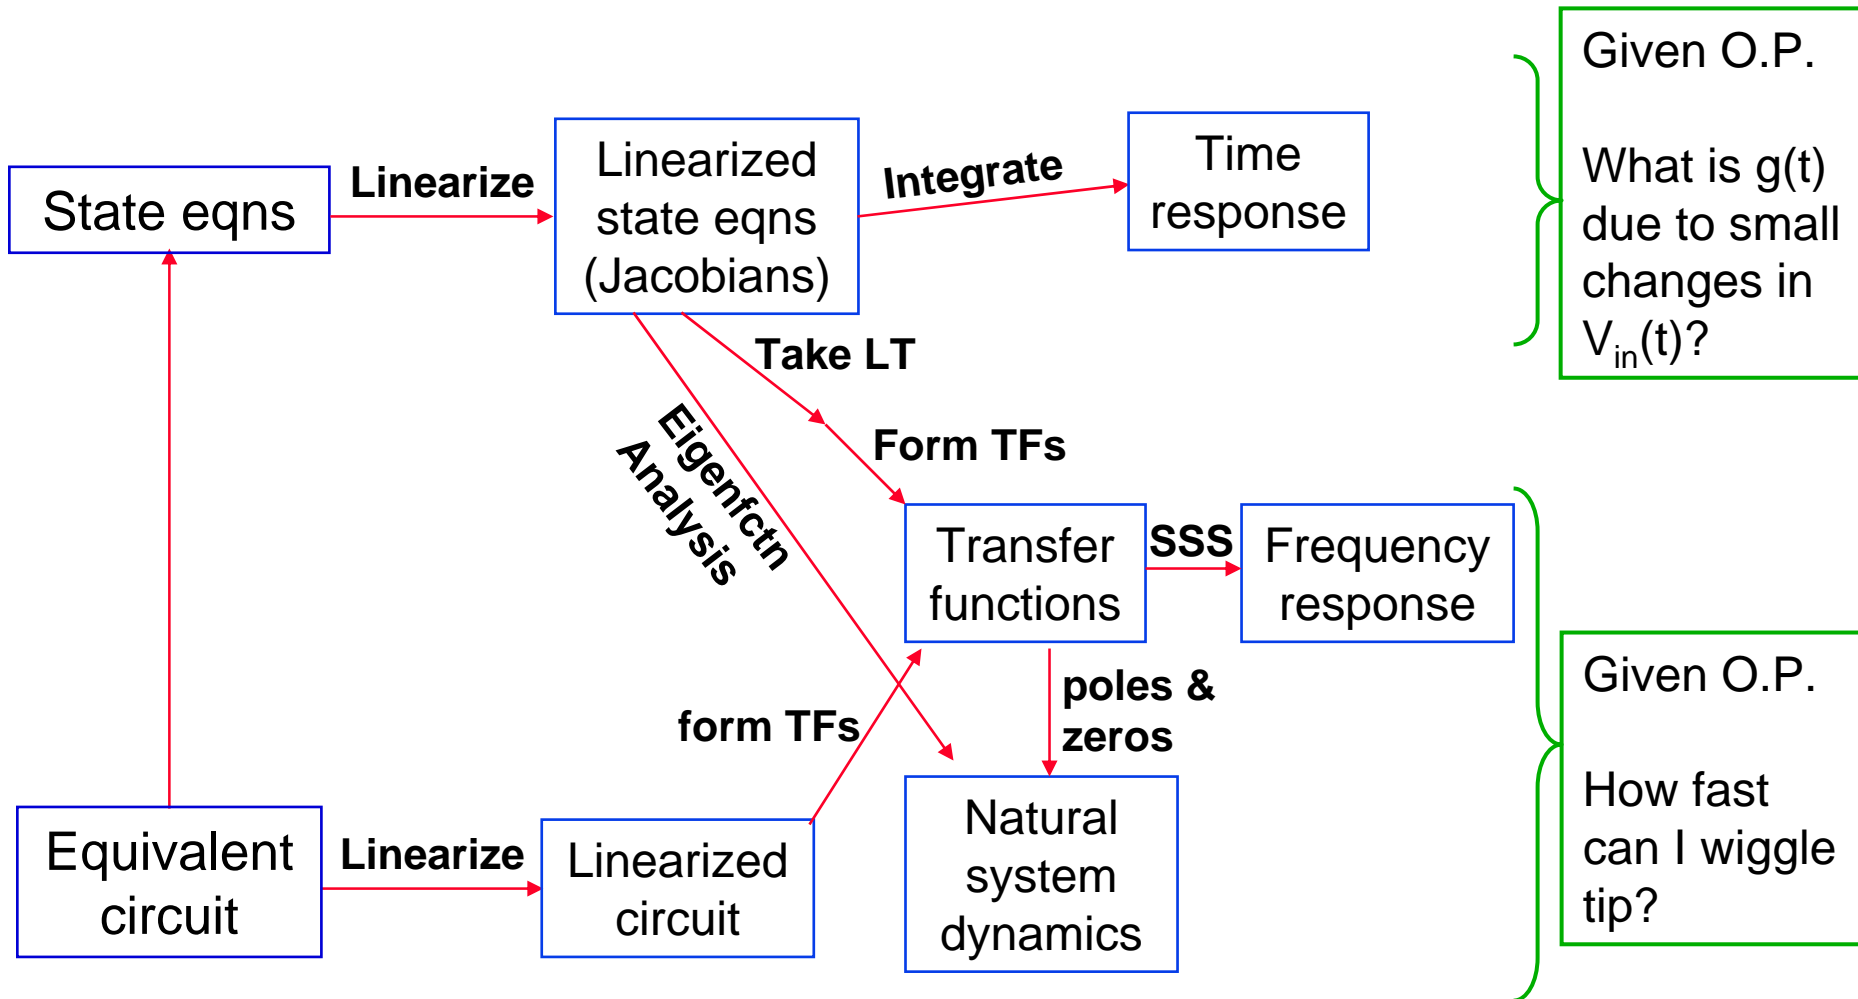 State eqns
Linearize
Linearized
state eqns
(Jacobians)
Integrate
Time
response
Given O.P.
What is g(t)
due to small
changes in
V_in(t)?
Take LT
Form TFs
Eigenfctn
Analysis
Transfer
functions
SSS
Frequency
response
form TFs
poles &
zeros
Given O.P.
How fast
can I wiggle
tip?
Equivalent
circuit
Linearize
Linearized
circuit
Natural
system
dynamics